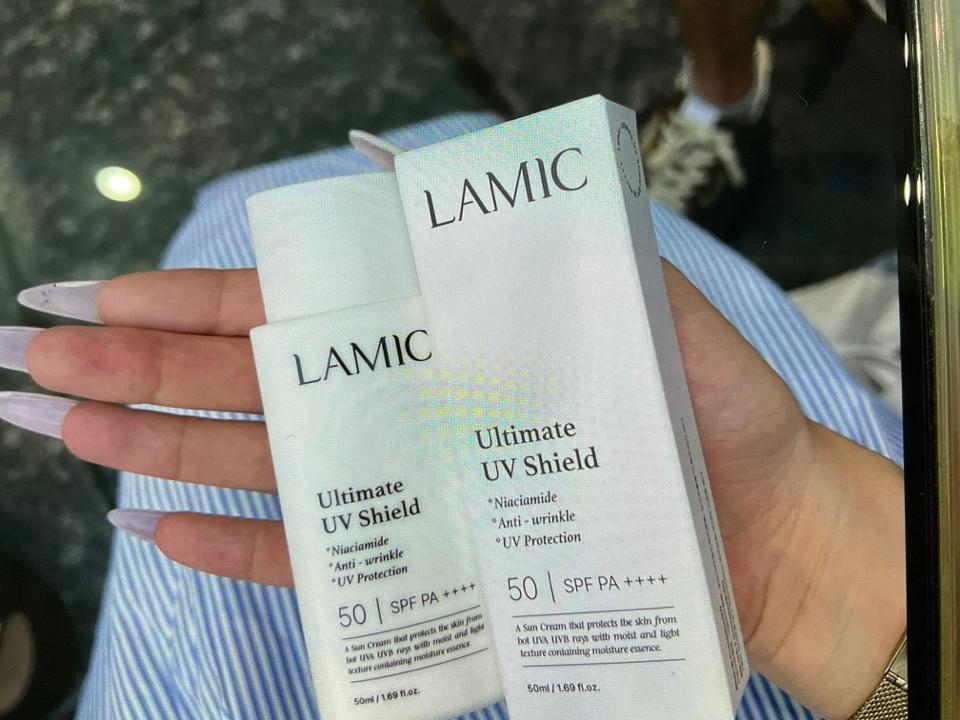 LAMIC
Ultimate
UV Shield
*Niaciamide
*Anti - wrinkle
*UV Protection
50 | SPF PA ++++
A Sun Cream that protects the skin from
bot UVA UVB rays with moist and light
texture containing moisture essence.
50ml / 1.69 fl.oz.
LAMIC
Ultimate
UV Shield
*Niaciamide
*Anti - wrinkle
*UV Protection
50 | SPF PA ++++
A Sun Cream that protects the skin from
bot UVA UVB rays with moist and light
texture containing moisture essence.
50ml / 1.69 fl.oz.